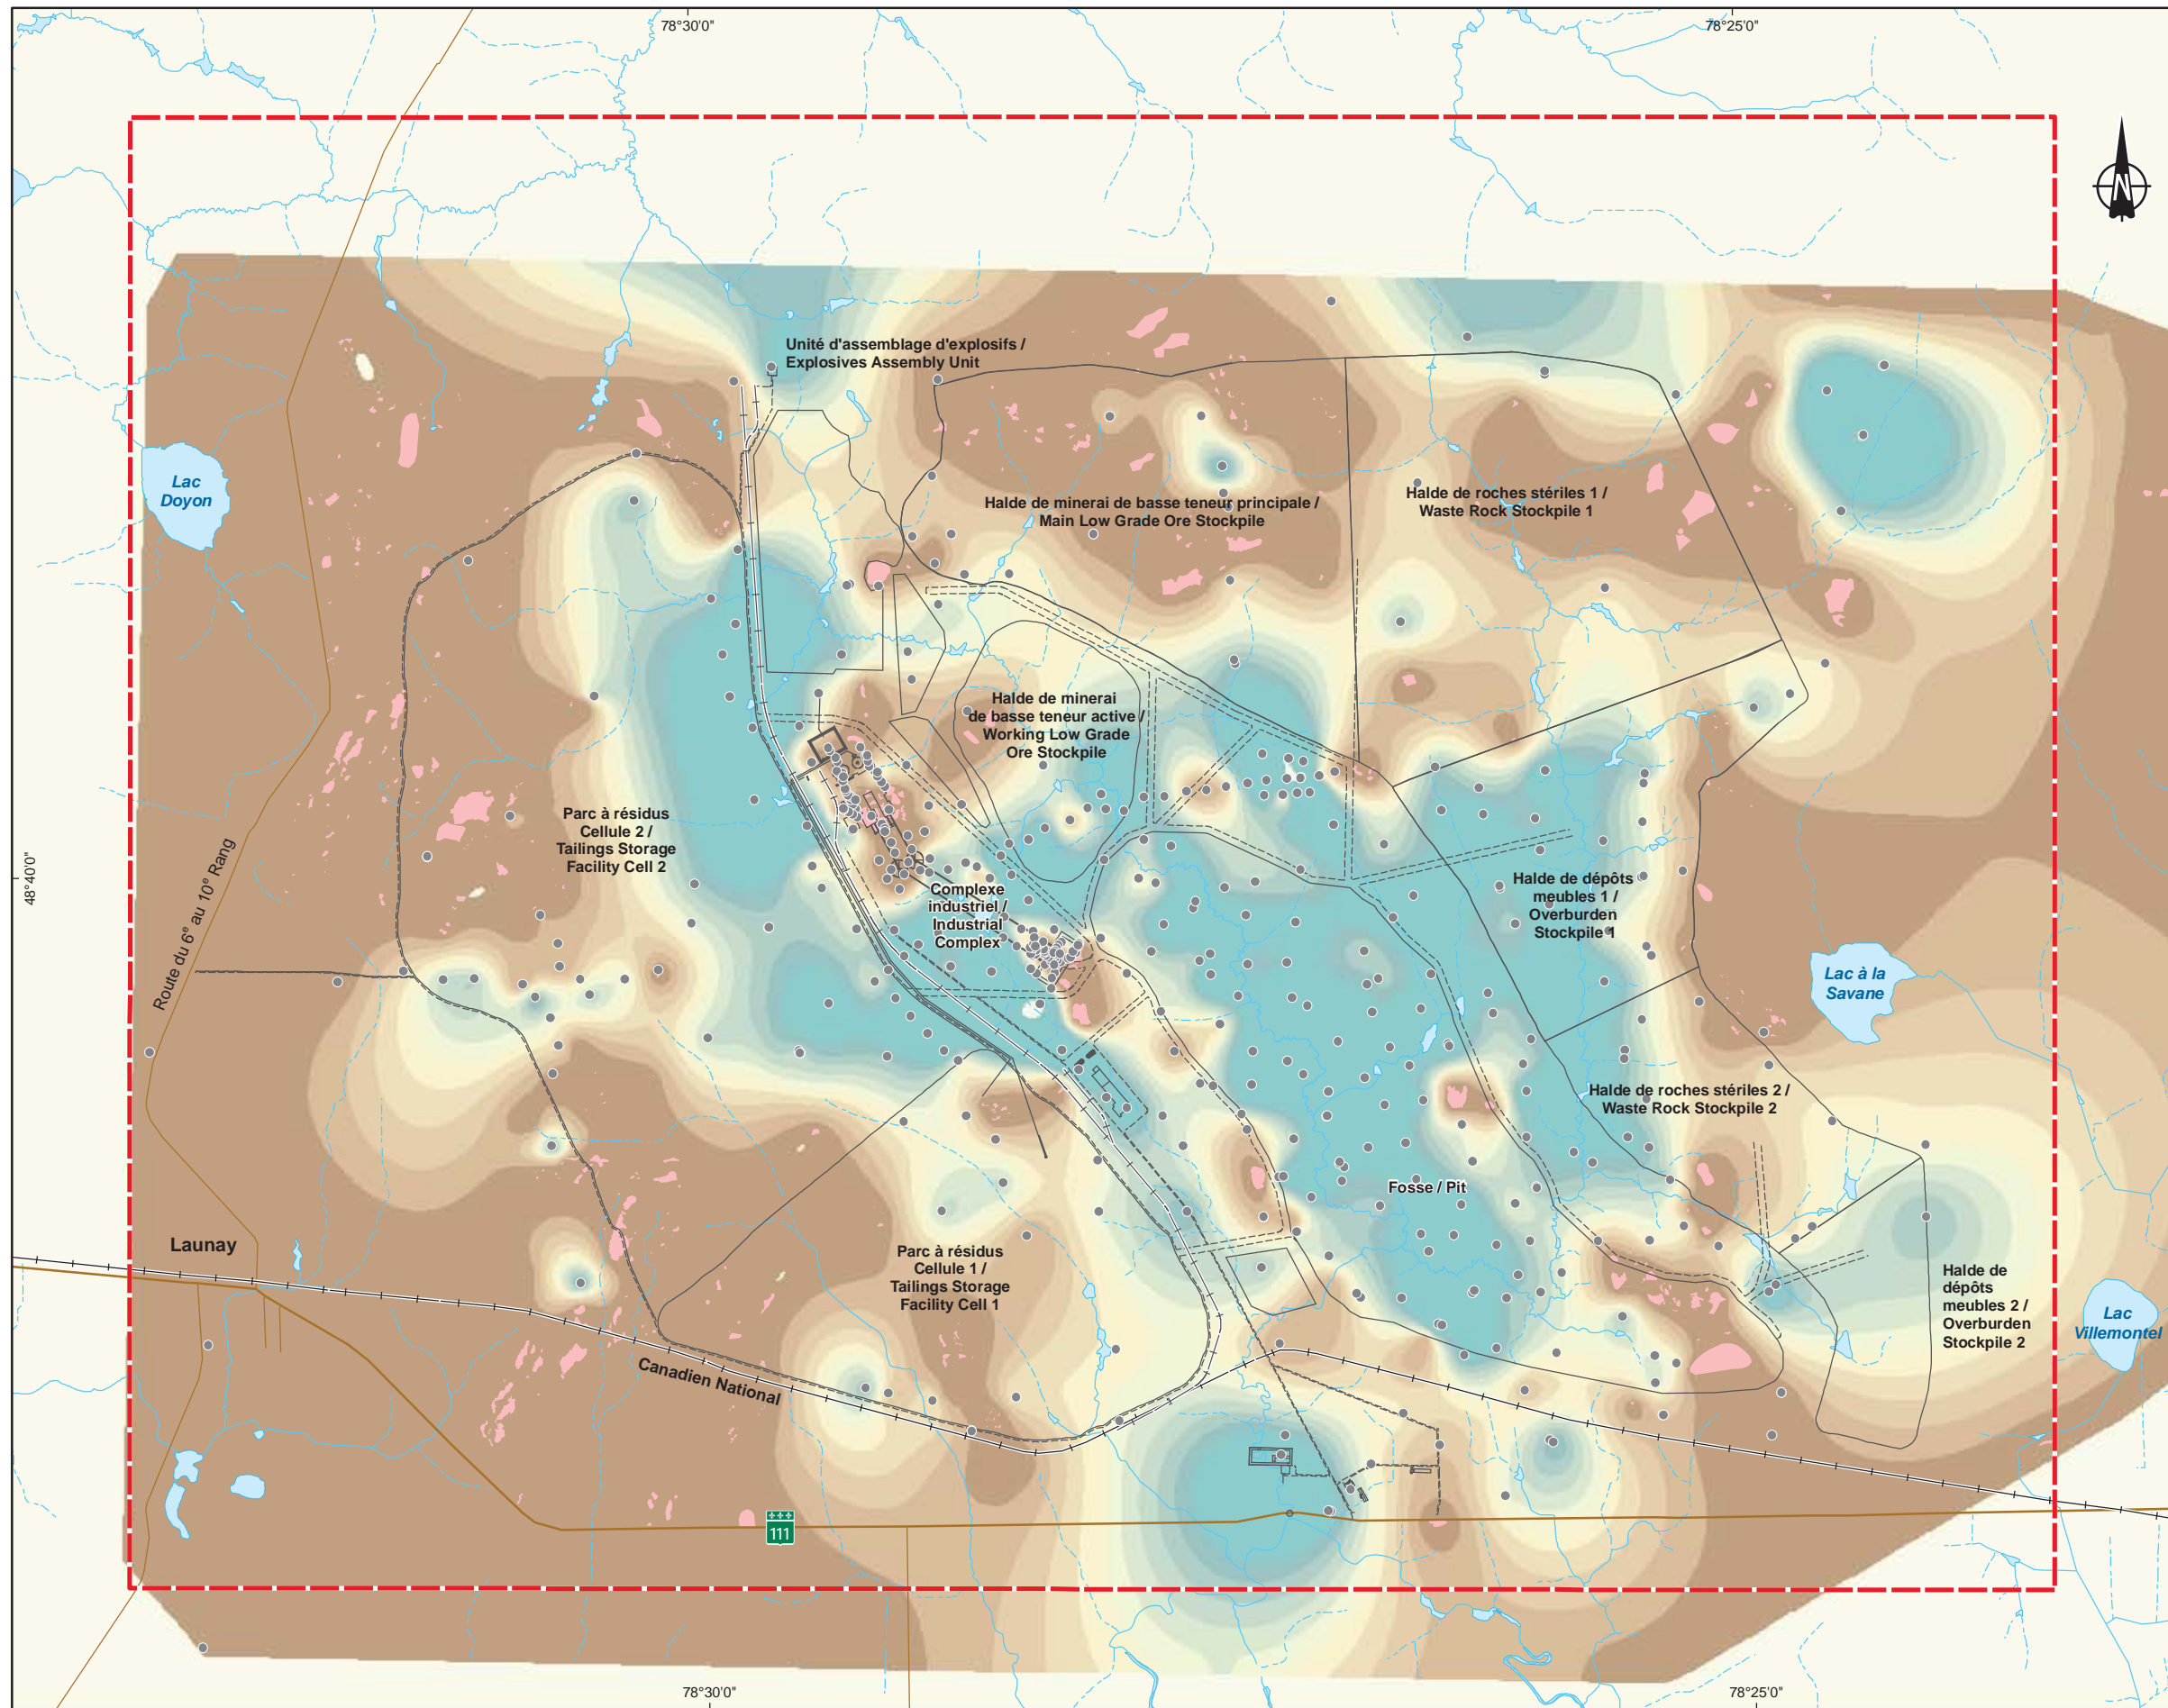 78°30'0"
78°25'0"
N
Unité d'assemblage d'explosifs /
Explosives Assembly Unit
Lac
Doyon
Halde de minerai de basse teneur principale /
Main Low Grade Ore Stockpile
Halde de roches stériles 1 /
Waste Rock Stockpile 1
Halde de minerai
de basse teneur active /
Working Low Grade
Ore Stockpile
Parc à résidus
Cellule 2 /
Tailings Storage
Facility Cell 2
48°40'0"
Route du 6e au 10e Rang
Complexe
industriel /
Industrial
Complex
Halde de dépôts
meubles 1 /
Overburden
Stockpile 1
Lac à la
Savane
Halde de roches stériles 2 /
Waste Rock Stockpile 2
Fosse / Pit
Launay
Parc à résidus
Cellule 1 /
Tailings Storage
Facility Cell 1
Halde de
dépôts
meubles 2 /
Overburden
Stockpile 2
Lac
Villemontel
Canadien National
111
78°30'0"
78°25'0"